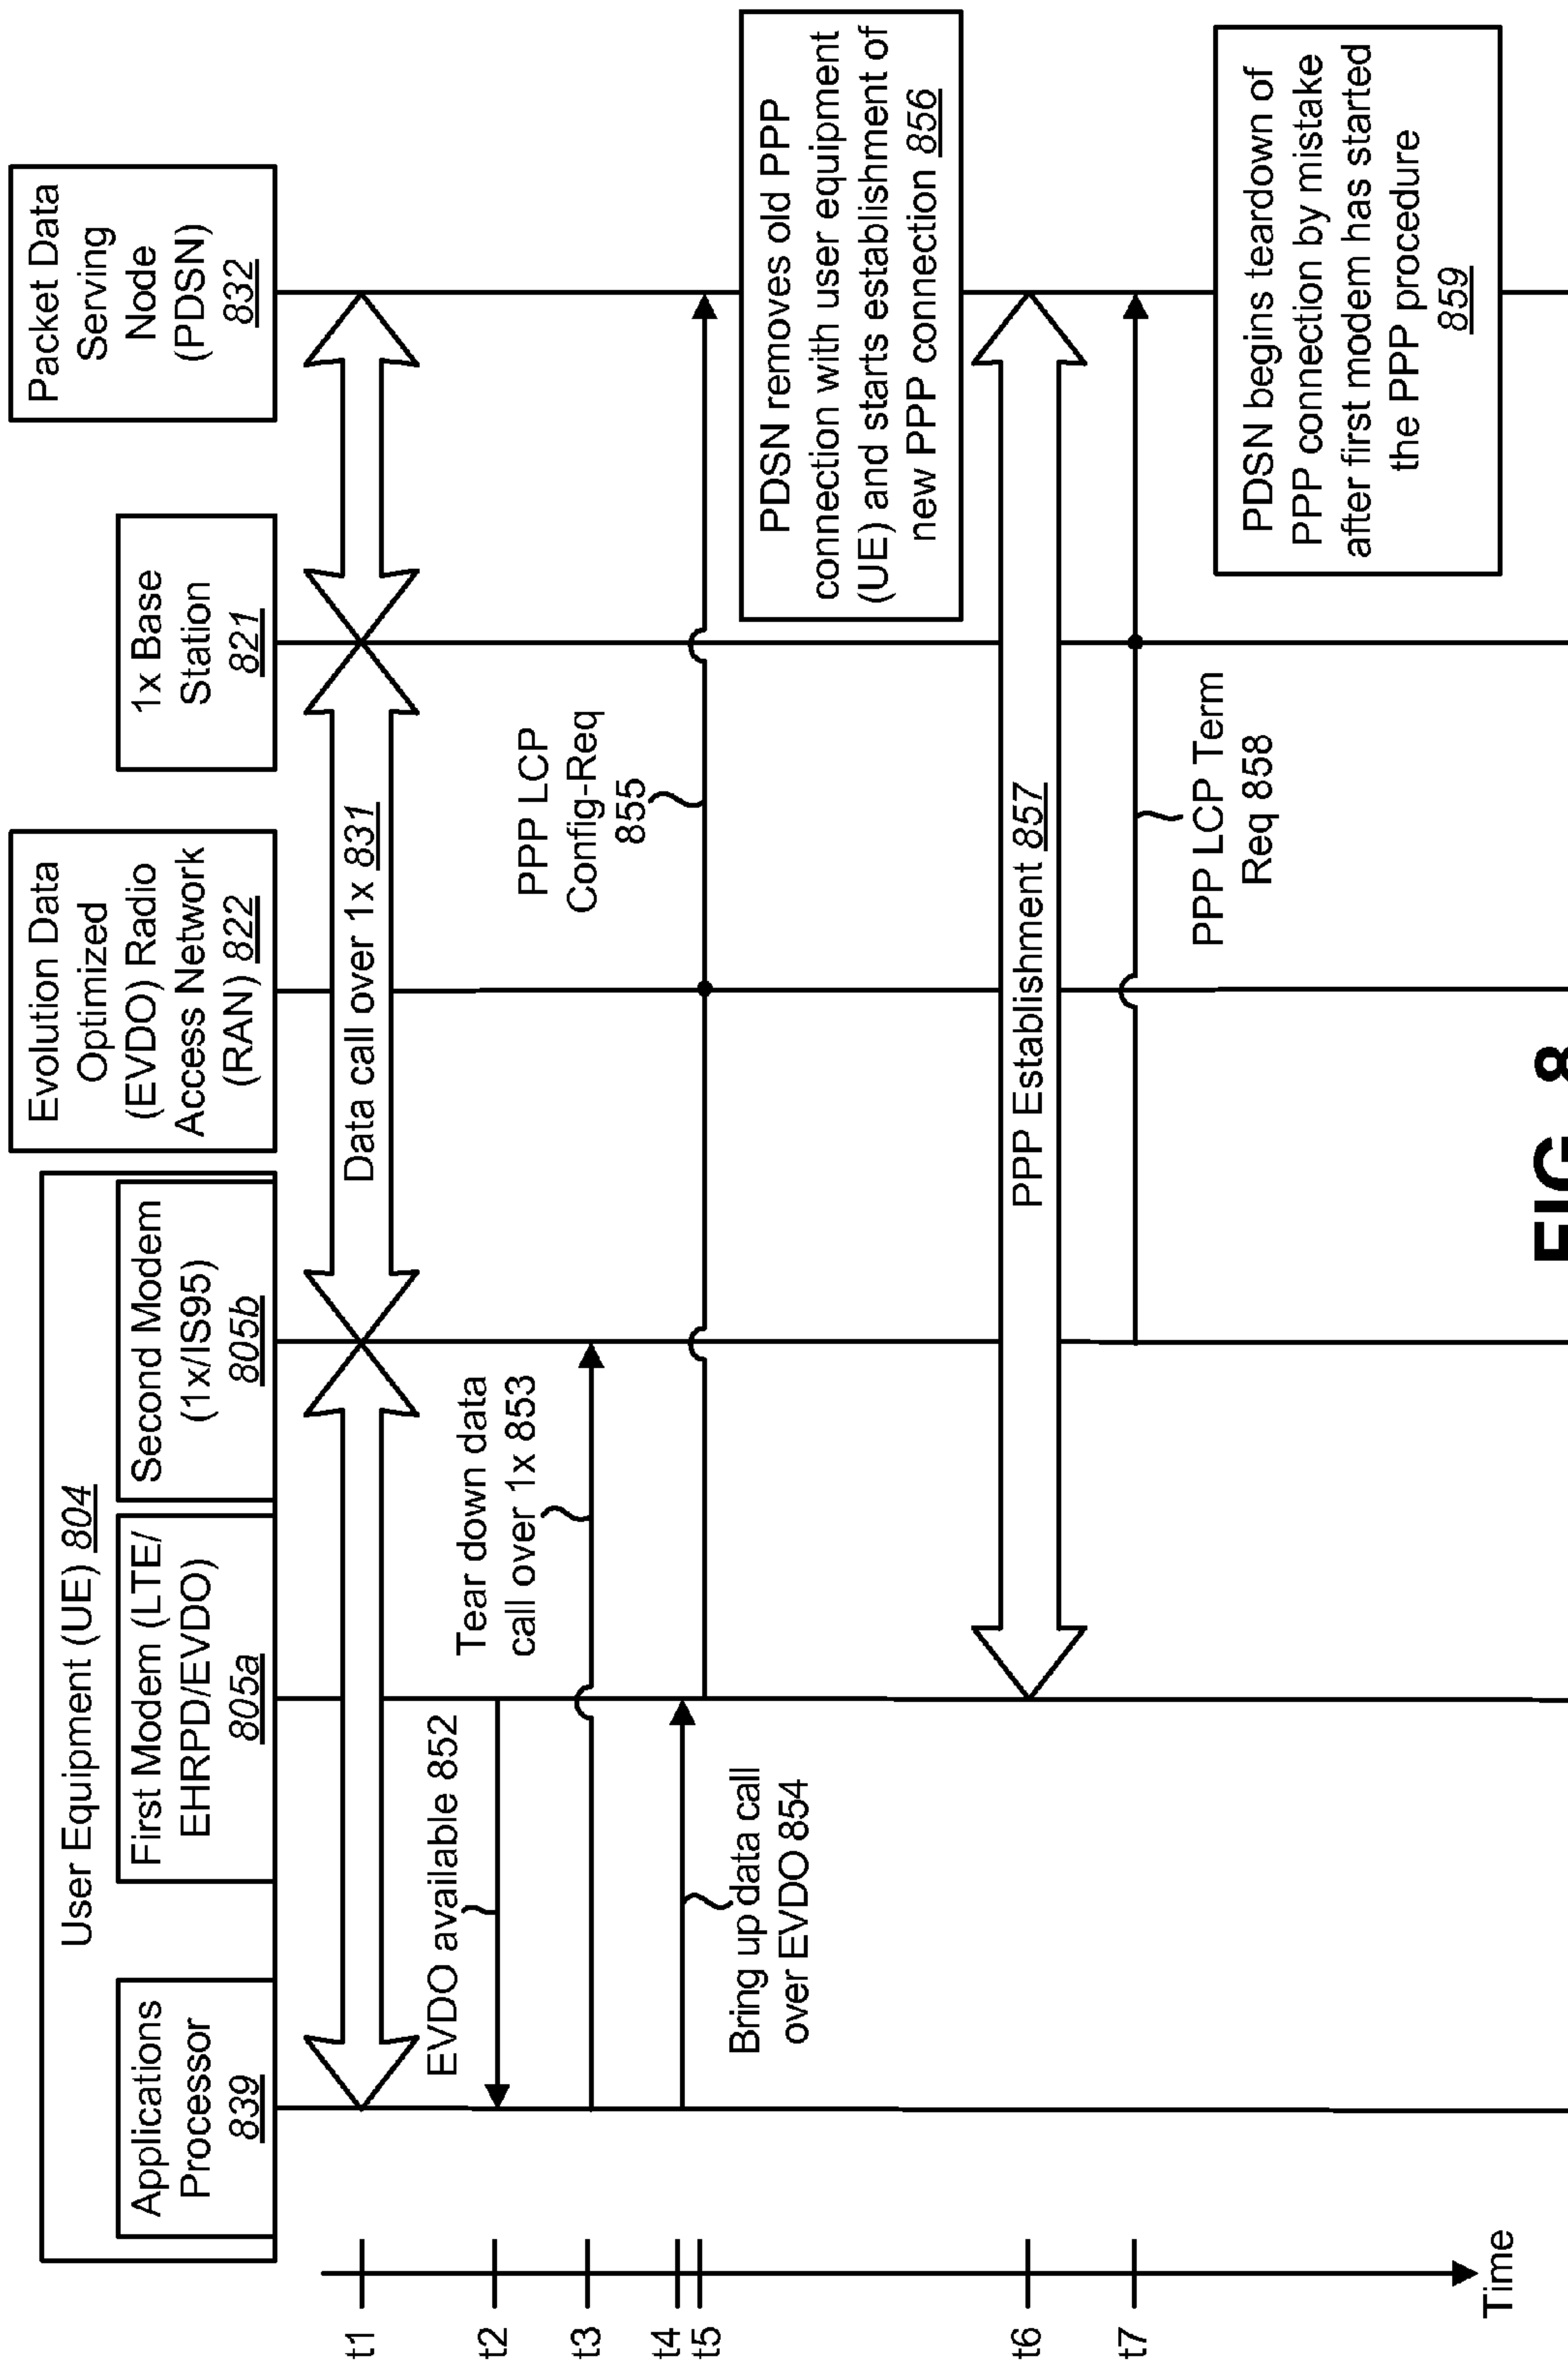 User Equipment (UE) 804
Applications
Processor
839
First Modem (LTE/
EHRPD/EVDO)
805a
Second Modem
(1x/IS95)
805b
Evolution Data
Optimized
(EVDO) Radio
Access Network
(RAN) 822
1x Base
Station
821
Packet Data
Serving
Node
(PDSN)
832
t1
Data call over 1x 831
t2
EVDO available 852
t3
Tear down data
call over 1x 853
t4
Bring up data call
over EVDO 854
t5
PPP LCP
Config-Req
855
PDSN removes old PPP
connection with user equipment
(UE) and starts establishment of
new PPP connection 856
t6
PPP Establishment 857
t7
PPP LCP Term
Req 858
PDSN begins teardown of
PPP connection by mistake
after first modem has started
the PPP procedure
859
Time
FIG. 8